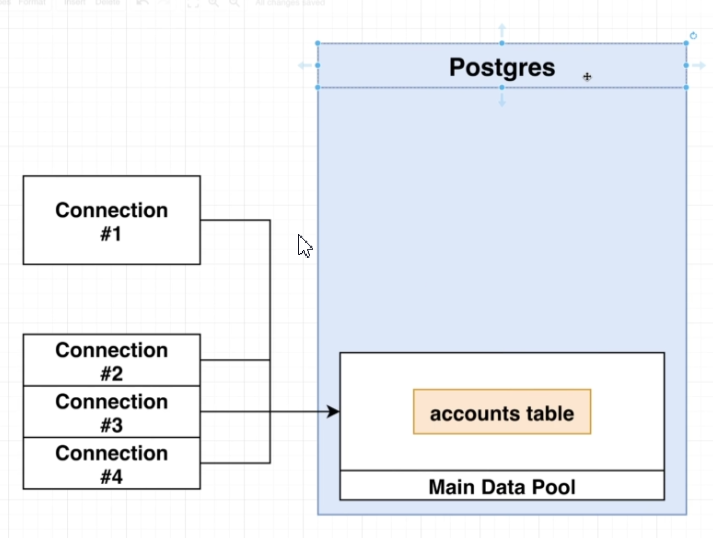 Postgres
Connection
#1
Connection
#2
Connection
#3
Connection
#4
accounts table
Main Data Pool